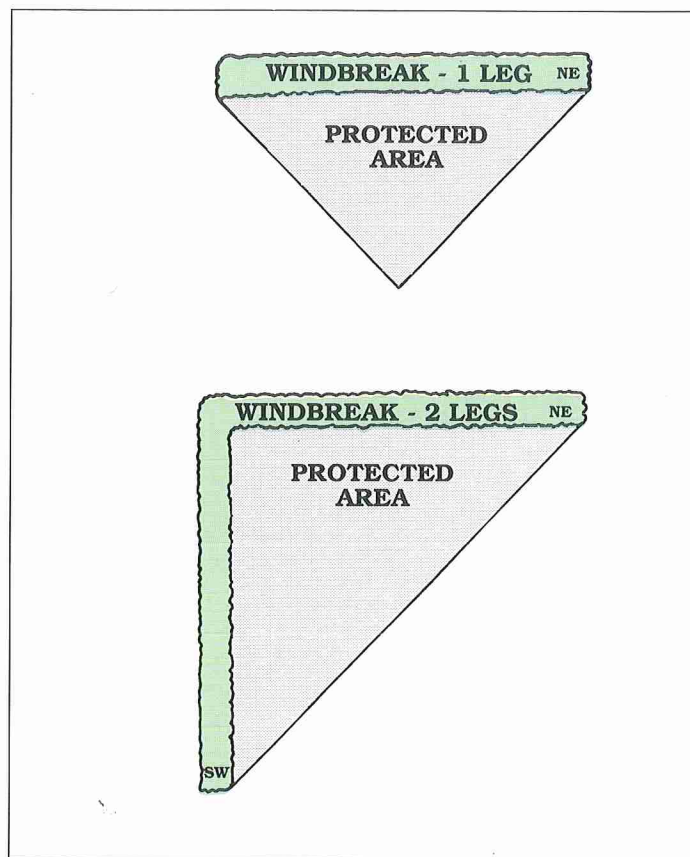 WINDBREAK - 1 LEG NE
PROTECTED
AREA
WINDBREAK - 2 LEGS NE
PROTECTED
AREA
SW